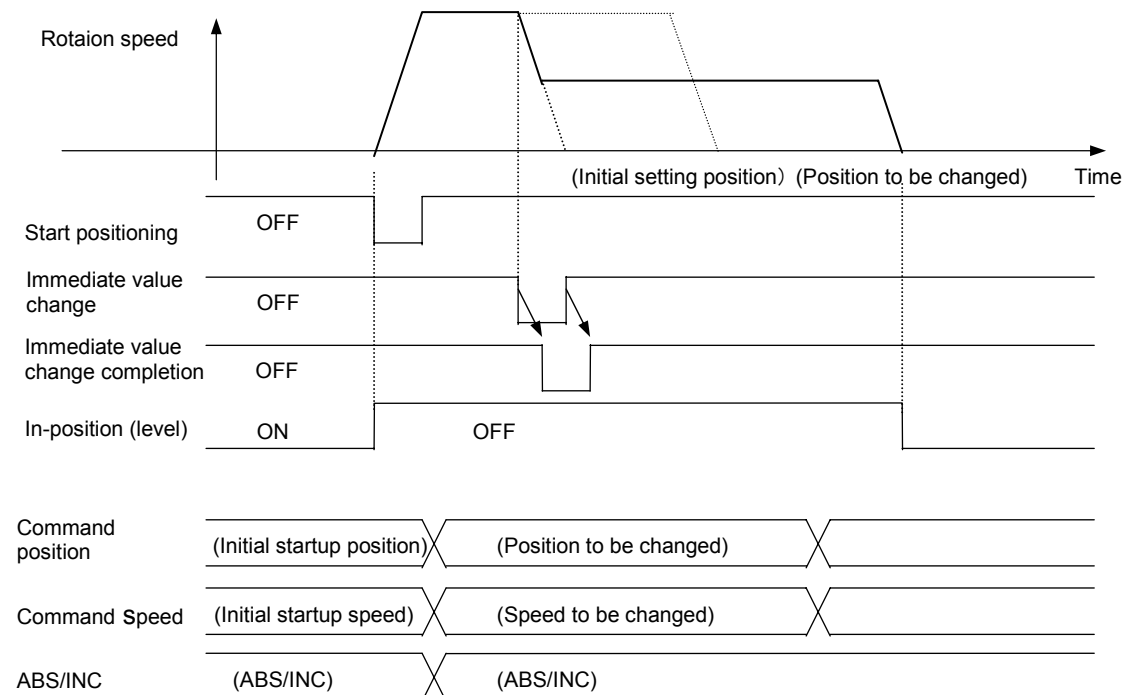 Rotaion speed
(Initial setting position） (Position to be changed) Time
Start positioning OFF
Immediate value
change OFF
Immediate value
change completion OFF
In-position (level) ON OFF
Command
position (Initial startup position) (Position to be changed)
Command Speed (Initial startup speed) (Speed to be changed)
ABS/INC (ABS/INC) (ABS/INC)